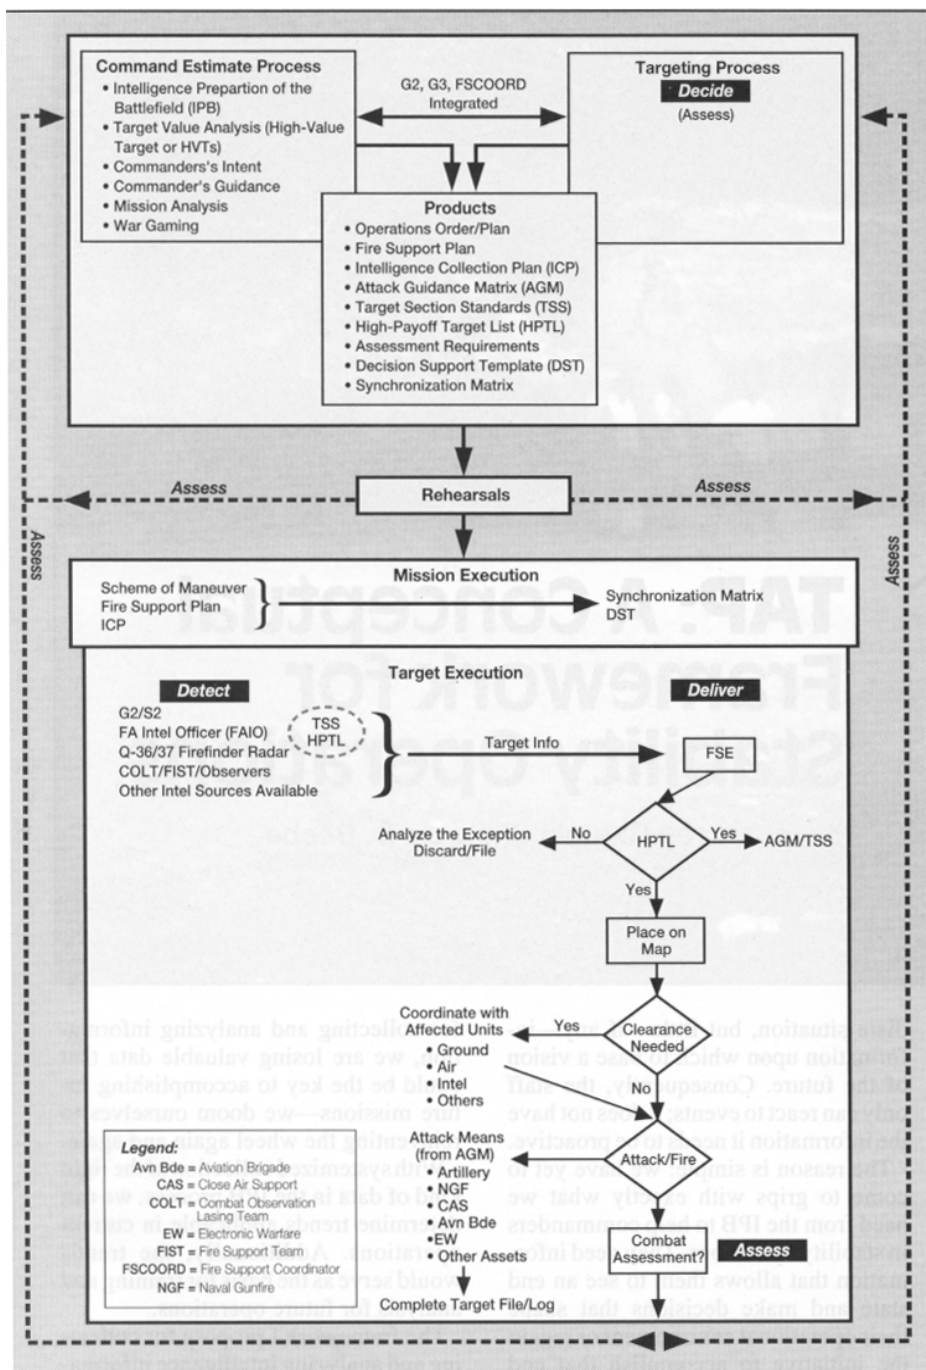 Command Estimate Process
• Intelligence Prepartion of the
Battlefield (IPB)
• Target Value Analysis (High-Value
Target or HVTs)
• Commanders's Intent
• Commander's Guidance
• Mission Analysis
• War Gaming
G2, G3, FSCOORD
Integrated
Targeting Process
Decide
(Assess)
Products
• Operations Order/Plan
• Fire Support Plan
• Intelligence Collection Plan (ICP)
• Attack Guidance Matrix (AGM)
• Target Section Standards (TSS)
• High-Payoff Target List (HPTL)
• Assessment Requirements
• Decision Support Template (DST)
• Synchronization Matrix
Assess
Rehearsals
Assess
Assess
Assess
Mission Execution
Scheme of Maneuver
Fire Support Plan
ICP
Synchronization Matrix
DST
Target Execution
Detect
Deliver
G2/S2
FA Intel Officer (FAIO)
Q-36/37 Firefinder Radar
COLT/FIST/Observers
Other Intel Sources Available
TSS
HPTL
Target Info
FSE
Analyze the Exception
Discard/File
No
HPTL
Yes
AGM/TSS
Yes
Place on
Map
Coordinate with
Affected Units
• Ground
• Air
• Intel
• Others
Yes
Clearance
Needed
No
Attack Means
(from AGM)
• Artillery
• NGF
• CAS
• Avn Bde
•EW
• Other Assets
Attack/Fire
Combat
Assessment?
Assess
Complete Target File/Log
Legend:
Avn Bde = Aviation Brigade
CAS = Close Air Support
COLT = Combat Observation
Lasing Team
EW = Electronic Warfare
FIST = Fire Support Team
FSCOORD = Fire Support Coordinator
NGF = Naval Gunfire